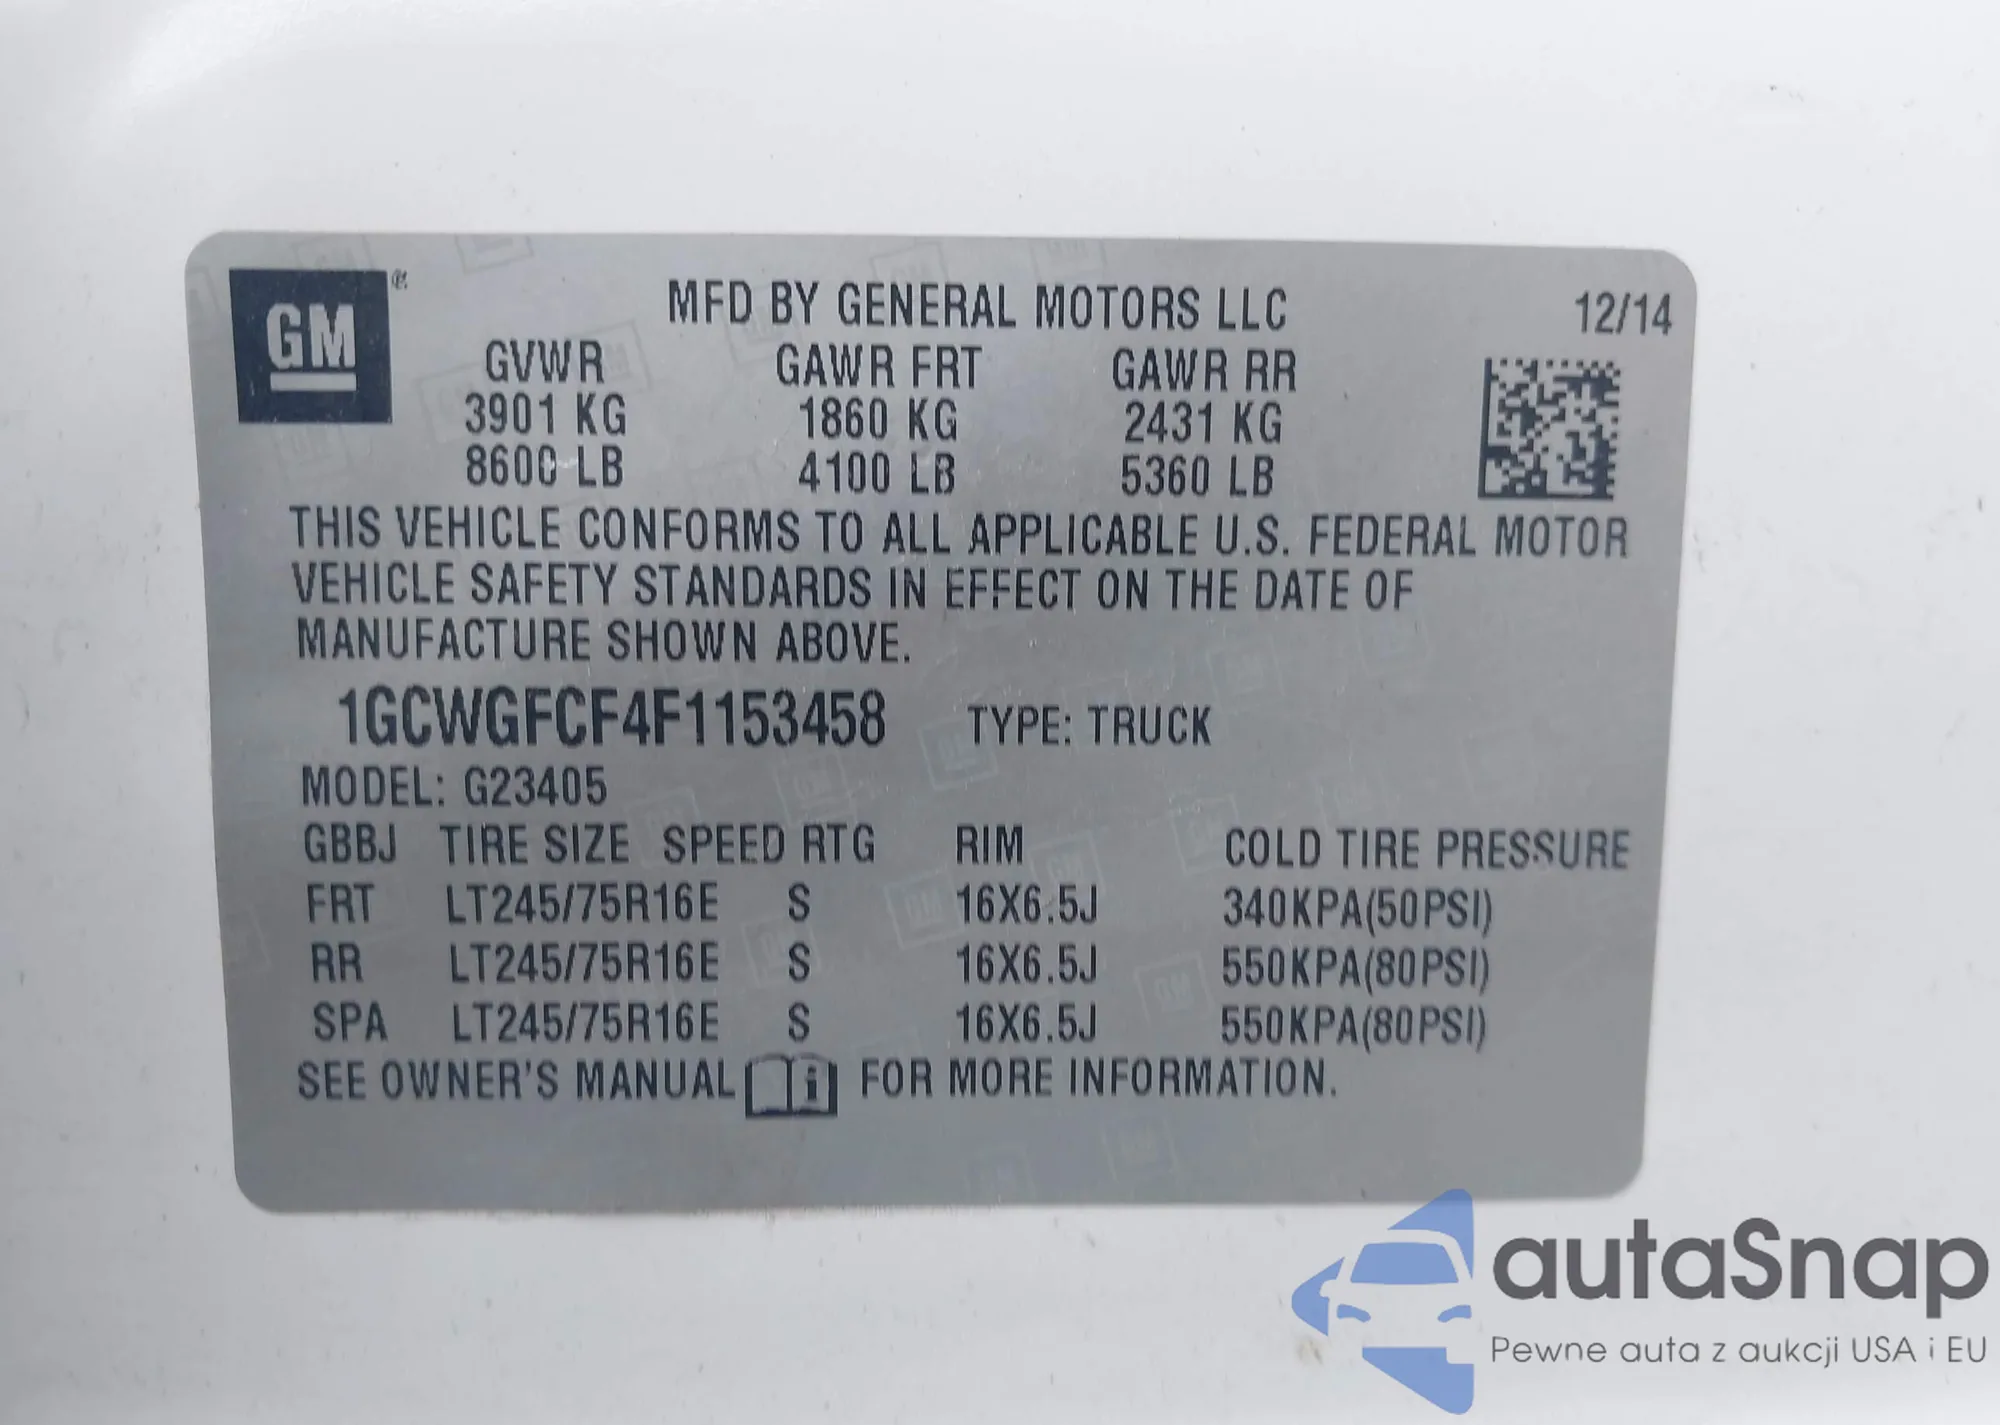 GM
MFD BY GENERAL MOTORS LLC 12/14
GVWR GAWR FRT GAWR RR
3901 KG 1860 KG 2431 KG
8600 LB 4100 LB 5360 LB
THIS VEHICLE CONFORMS TO ALL APPLICABLE U.S. FEDERAL MOTOR
VEHICLE SAFETY STANDARDS IN EFFECT ON THE DATE OF
MANUFACTURE SHOWN ABOVE.
1GCWGFCF4F1153458 TYPE: TRUCK
MODEL: G23405
GBBJ TIRE SIZE SPEED RTG RIM COLD TIRE PRESSURE
FRT LT245/75R16E S 16X6.5J 340KPA(50PSI)
RR LT245/75R16E S 16X6.5J 550KPA(80PSI)
SPA LT245/75R16E S 16X6.5J 550KPA(80PSI)
SEE OWNER'S MANUAL i FOR MORE INFORMATION.
autaSnap
Pewne auta z aukcji USA i EU